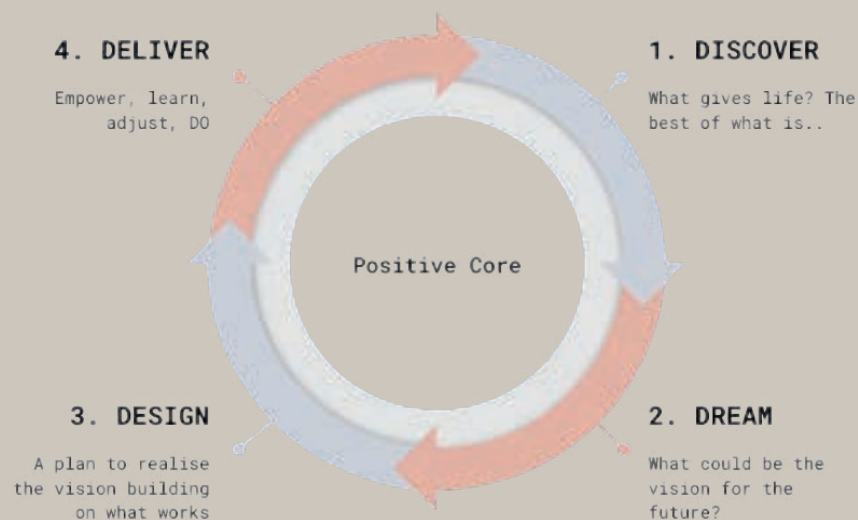 4. DELIVER
Empower, learn,
adjust, DO
1. DISCOVER
What gives life? The
best of what is..
Positive Core
3. DESIGN
A plan to realise
the vision building
on what works
2. DREAM
What could be the
vision for the
future?